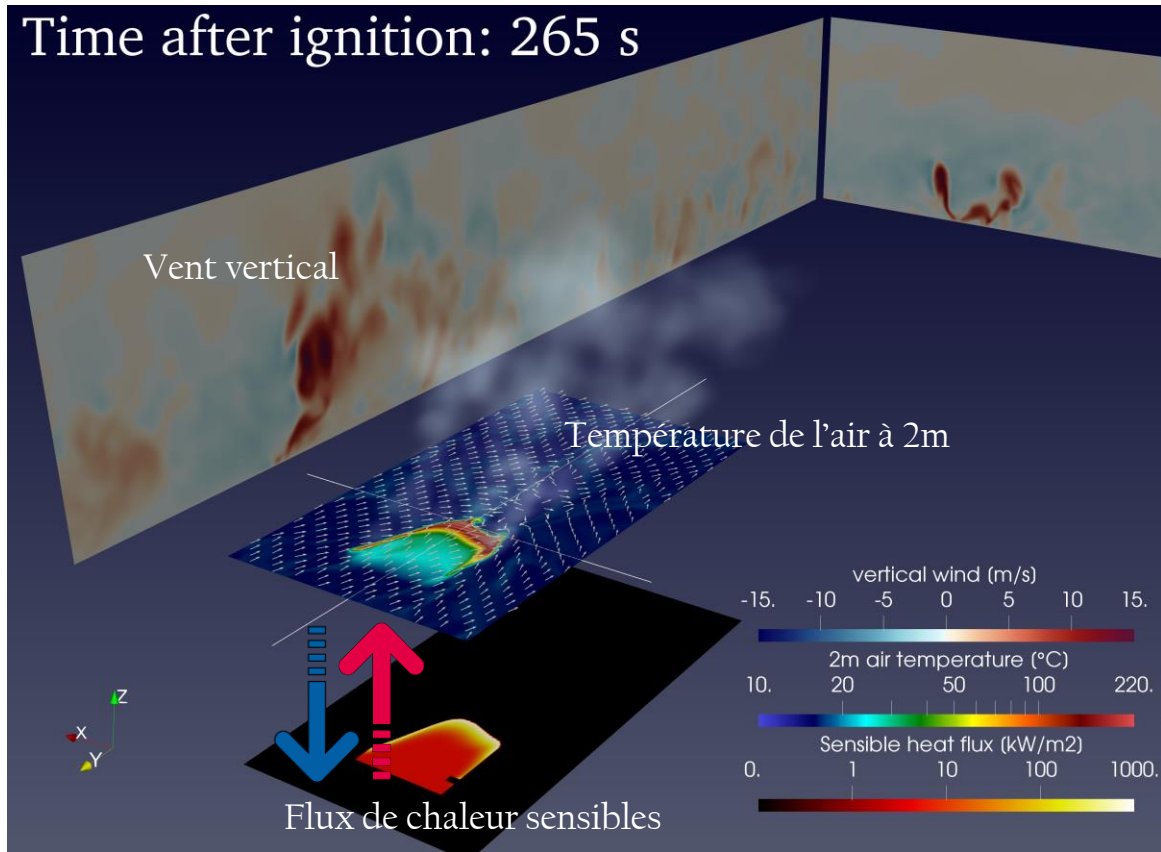 Time after ignition: 265 s
Vent vertical
Température de l'air à 2m
vertical wind (m/s)
-15. -10 -5 0 5 10 15.
2m air temperature (°C)
10. 20 50 100 220.
Sensible heat flux (kW/m2)
0. 1 10 100 1000.
Z
X
Y
Flux de chaleur sensibles